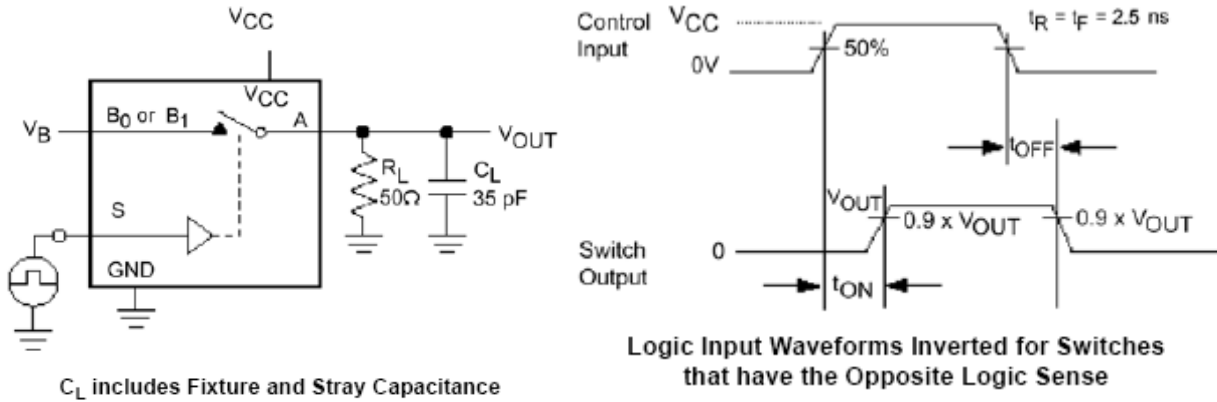 VCC
VCC
VB
B0 or B1
A
VOUT
RL
50Ω
CL
35 pF
S
GND
CL includes Fixture and Stray Capacitance
Control
Input
VCC
0V
50%
tR = tF = 2.5 ns
tOFF
VOUT
0.9 x VOUT
0.9 x VOUT
Switch
Output
0
tON
Logic Input Waveforms Inverted for Switches
that have the Opposite Logic Sense